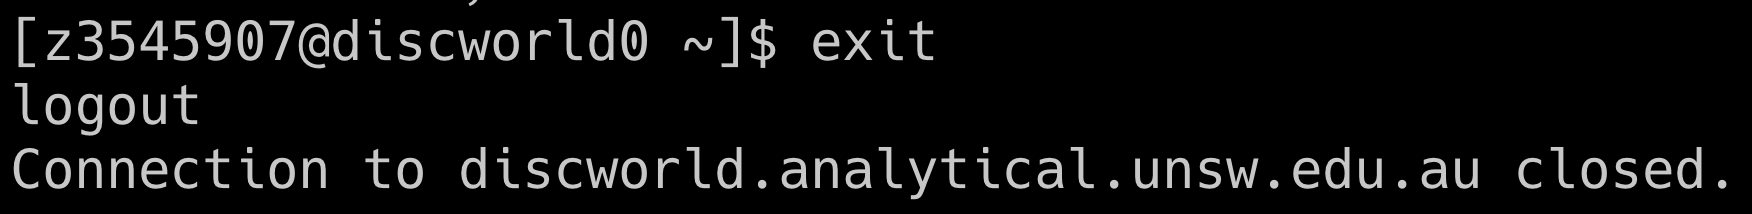 [z3545907@discworld0 ~]$ exit
logout
Connection to discworld.analytical.unsw.edu.au closed.